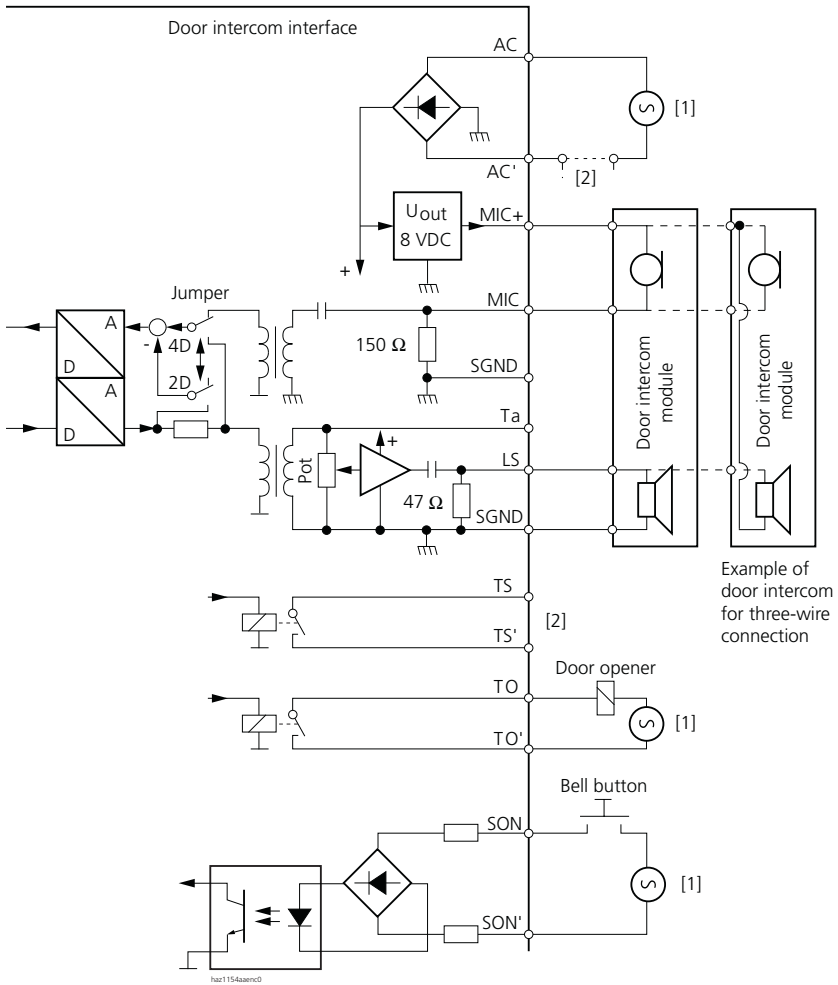 Door intercom interface
AC
[1]
AC'
[2]
Uout
8 VDC
MIC+
+
Jumper
MIC
A
D
-
4D
2D
150 Ω
SGND
A
D
Ta
Pot
+
LS
47 Ω
SGND
Door intercom
module
Door intercom
module
Example of
door intercom
for three-wire
connection
TS
[2]
TS'
Door opener
TO
[1]
TO'
Bell button
SON
[1]
SON'
haz1154aaenc0